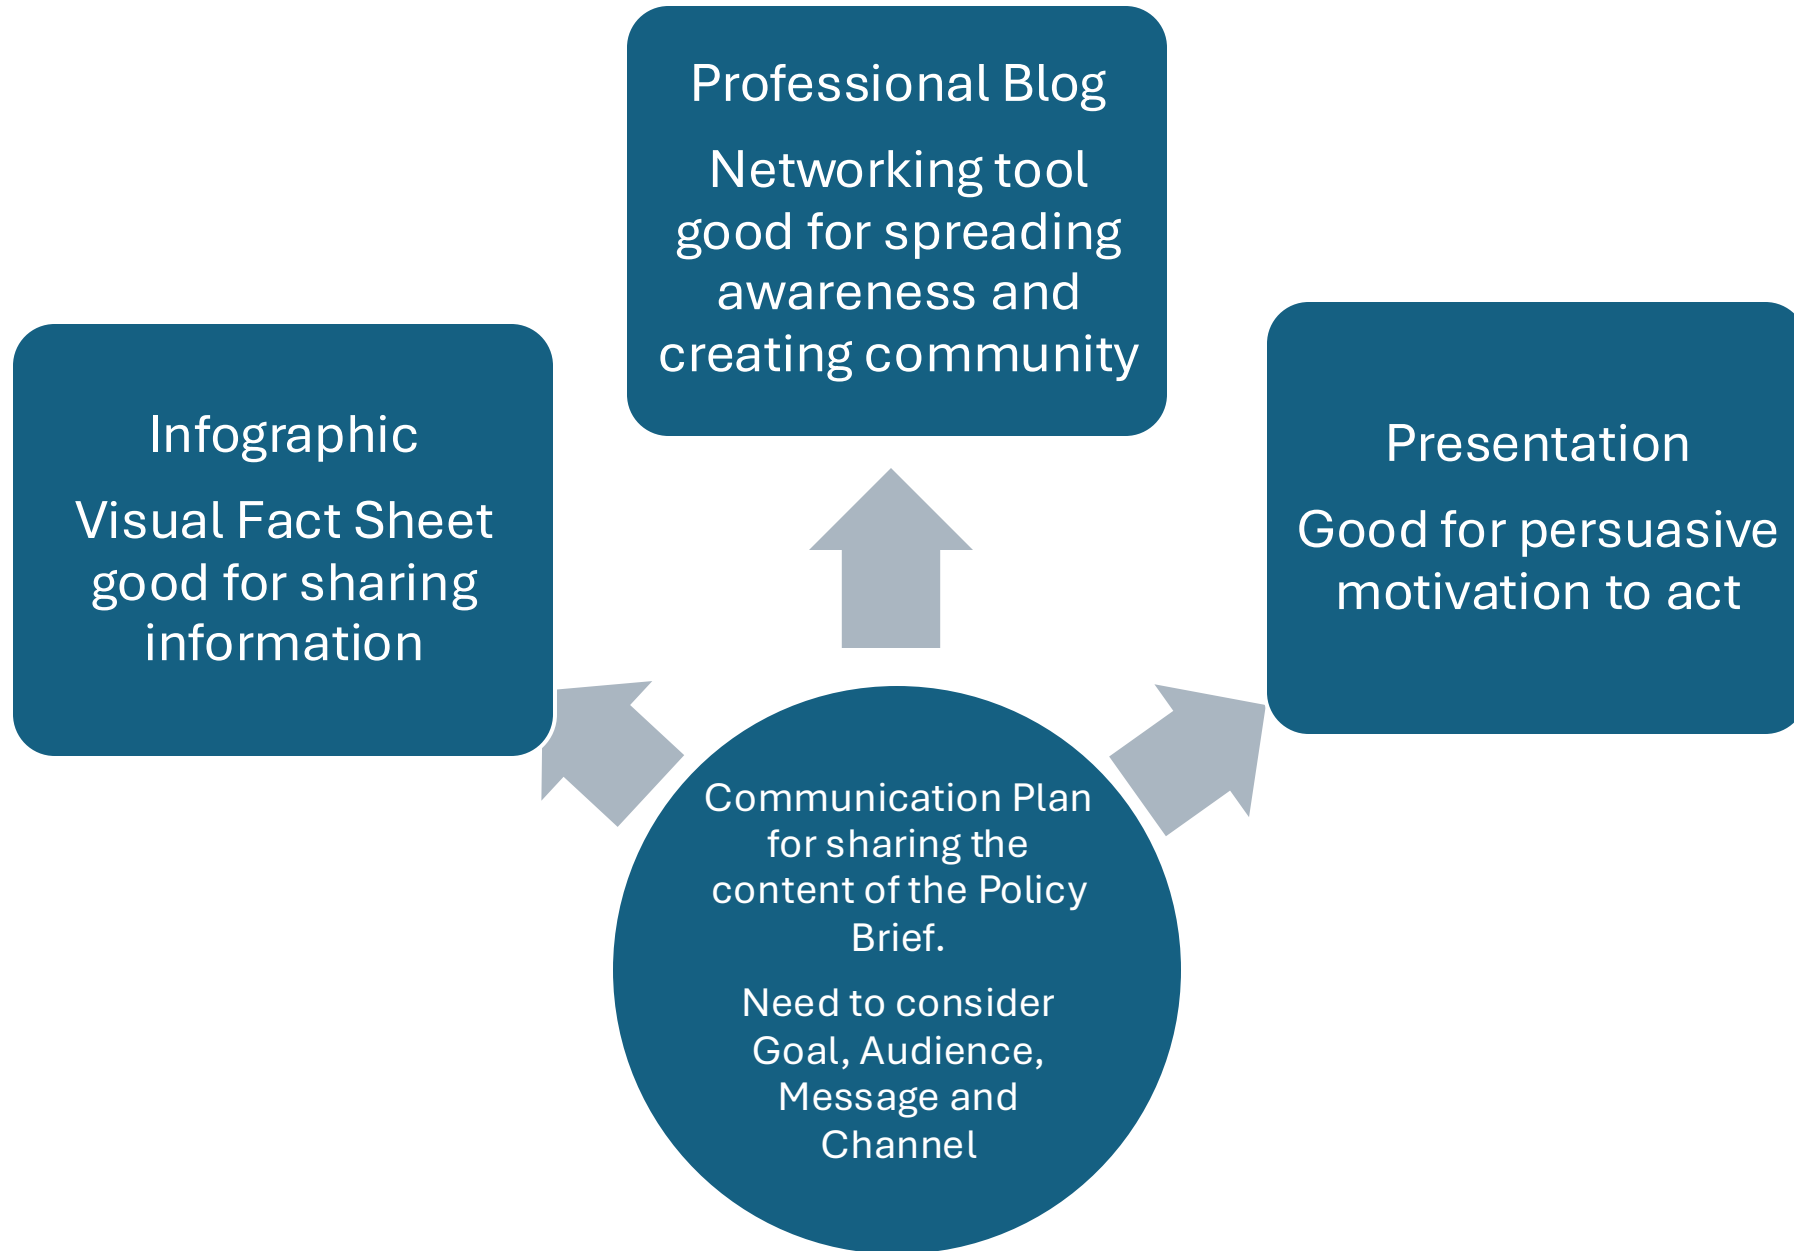 Professional Blog
Networking tool
good for spreading
awareness and
creating community
Infographic
Visual Fact Sheet
good for sharing
information
Presentation
Good for persuasive
motivation to act
Communication Plan
for sharing the
content of the Policy
Brief.
Need to consider
Goal, Audience,
Message and
Channel